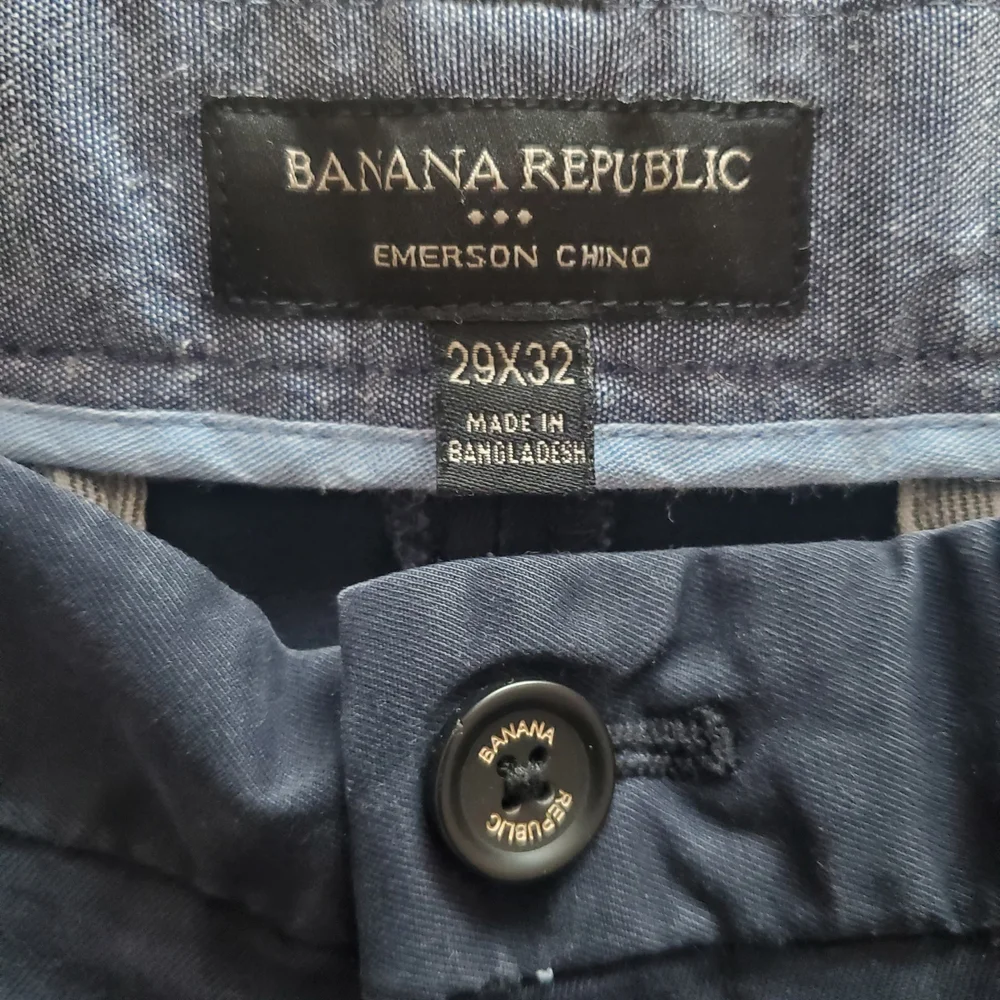 BANANA REPUBLIC
EMERSON CHINO
29X32
MADE IN
BANGLADESH
BANANA
REPUBLIC